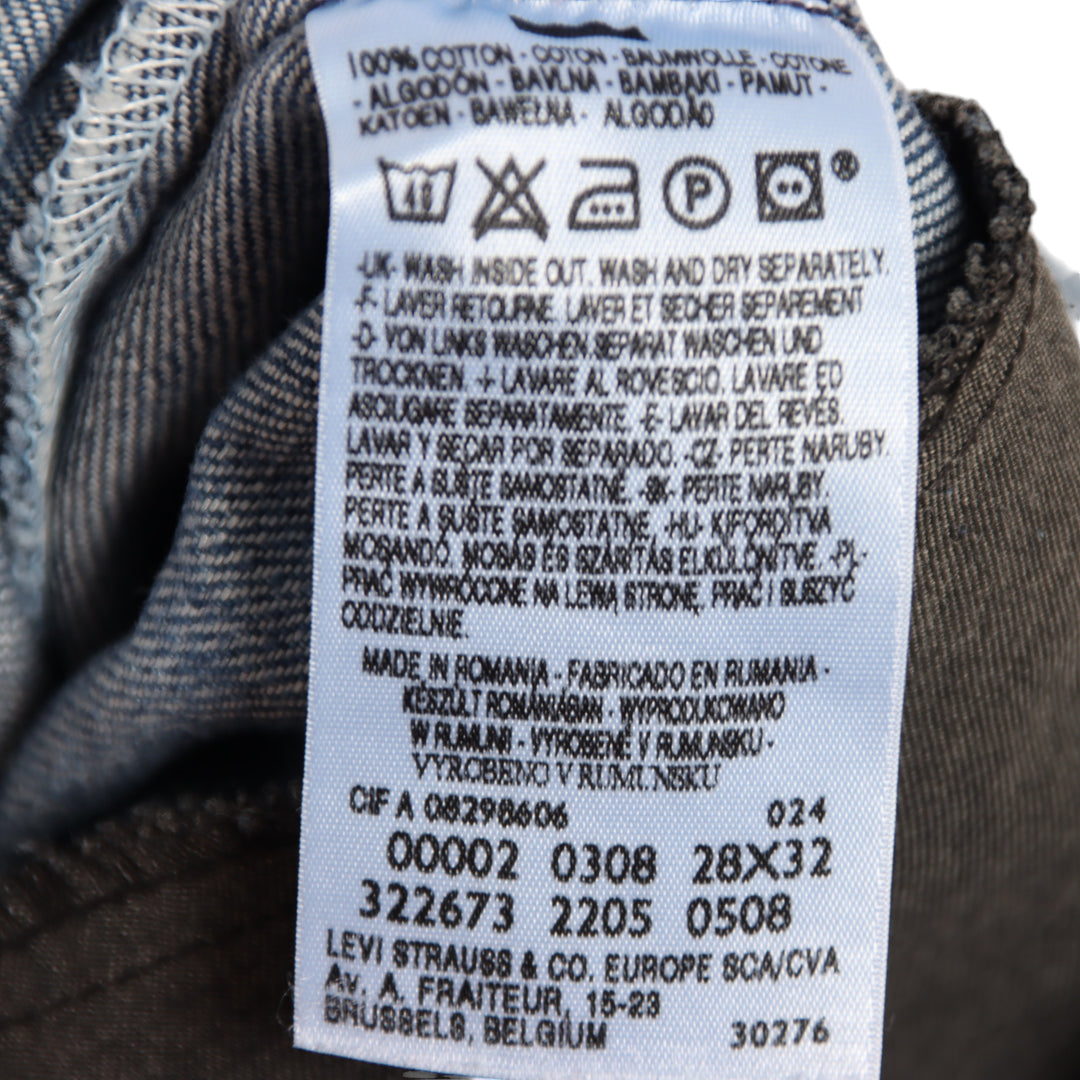 100% COTTON - COTON - BAUMWOLLE - COTONE
- ALGODÓN - BAVLNA - BAMBAKI - PAMUT -
KATOEN - BAWEŁNA - ALGODÃO
40 P ®
-UK- WASH INSIDE OUT. WASH AND DRY SEPARATELY.
-F- LAVER RETOURNE. LAVER ET SECHER SEPAREMENT
-D- VON LINKS WASCHEN.SEPARAT WASCHEN UND
TROCKNEN. -I- LAVARE AL ROVESCIO. LAVARE ED
ASCIUGARE SEPARATAMENTE. -E- LAVAR DEL REVÉS.
LAVAR Y SECAR POR SEPARADO. -CZ- PERTE NARUBY.
PERTE A SUŠTE SAMOSTATNĚ. -SK- PERTE NARUBY.
PERTE A SUŠTE SAMOSTATNE. -HU- KIFORDÍTVA
MOSANDÓ. MOSÁS ÉS SZÁRÍTÁS ELKÜLÖNÍTVE. -PL-
PRAĆ WYWRÓCONE NA LEWĄ STRONĘ. PRAĆ I SUSZYĆ
ODDZIELNIE.
MADE IN ROMANIA - FABRICADO EN RUMANIA -
KÉSZÜLT ROMÁNIÁBAN - WYPRODUKOWANO
W RUMUNII - VYROBENÉ V RUMUNSKU -
VYROBENO V RUMUNSKU
CIF A 08298606 024
00002 0308 28X32
322673 2205 0508
LEVI STRAUSS & CO. EUROPE SCA/CVA
AV. A. FRAITEUR, 15-23
BRUSSELS, BELGIUM 30276